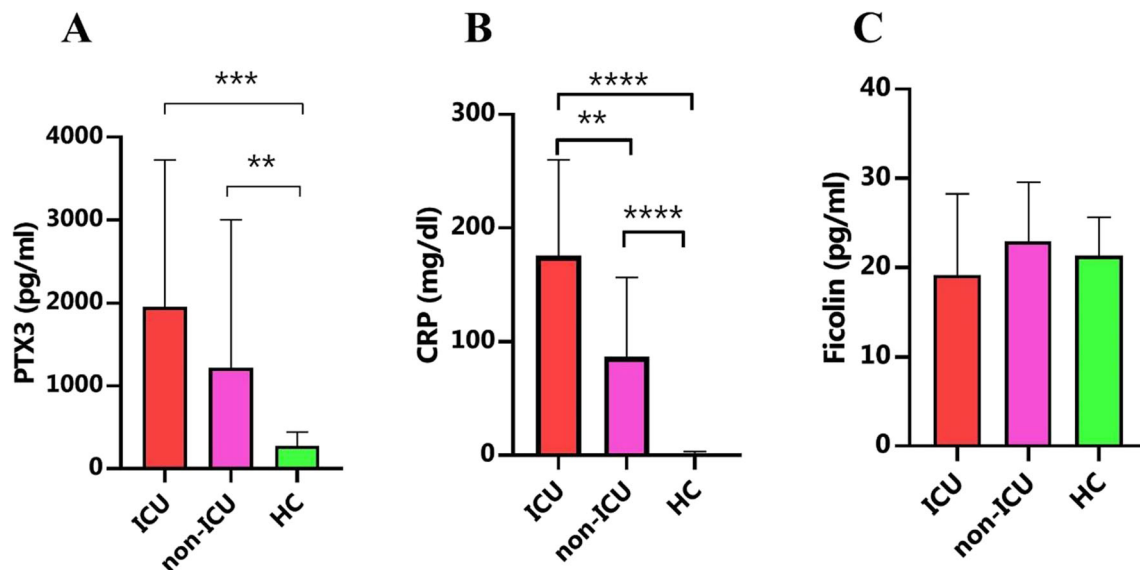 A
***
**
PTX3 (pg/ml)
4000
3000
2000
1000
0
ICU
non-ICU
HC
B
****
**
****
CRP (mg/dl)
300
200
100
0
ICU
non-ICU
HC
C
Ficolin (pg/ml)
40
30
20
10
0
ICU
non-ICU
HC